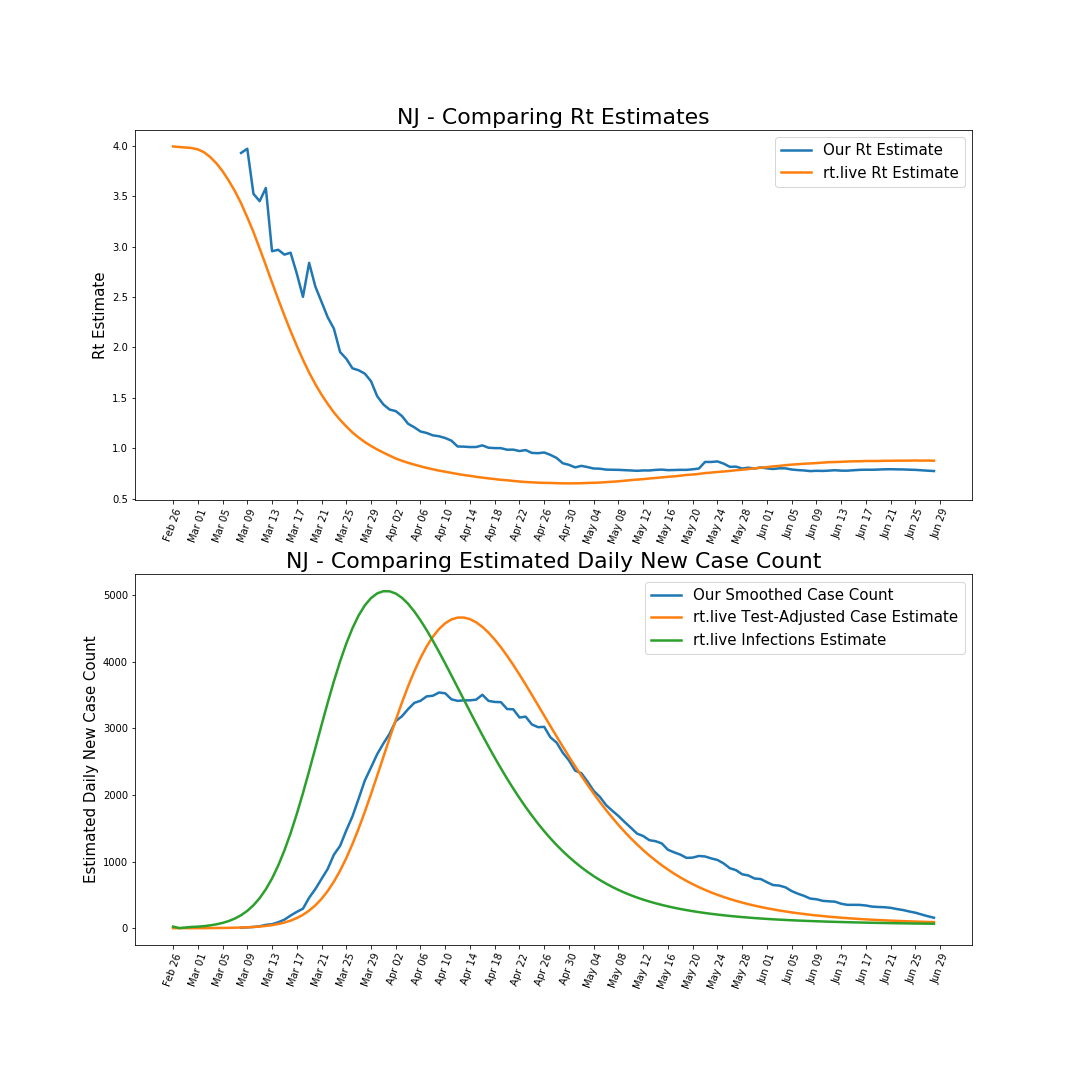 NJ - Comparing Rt Estimates
Our Rt Estimate
rt.live Rt Estimate
Rt Estimate
4.0
3.5
3.0
2.5
2.0
1.5
1.0
0.5
Feb 26 Mar 01 Mar 05 Mar 09 Mar 13 Mar 17 Mar 21 Mar 25 Mar 29 Apr 02 Apr 06 Apr 10 Apr 14 Apr 18 Apr 22 Apr 26 Apr 30 May 04 May 08 May 12 May 16 May 20 May 24 May 28 Jun 01 Jun 05 Jun 09 Jun 13 Jun 17 Jun 21 Jun 25 Jun 29
NJ - Comparing Estimated Daily New Case Count
Our Smoothed Case Count
rt.live Test-Adjusted Case Estimate
rt.live Infections Estimate
Estimated Daily New Case Count
5000
4000
3000
2000
1000
0
Feb 26 Mar 01 Mar 05 Mar 09 Mar 13 Mar 17 Mar 21 Mar 25 Mar 29 Apr 02 Apr 06 Apr 10 Apr 14 Apr 18 Apr 22 Apr 26 Apr 30 May 04 May 08 May 12 May 16 May 20 May 24 May 28 Jun 01 Jun 05 Jun 09 Jun 13 Jun 17 Jun 21 Jun 25 Jun 29